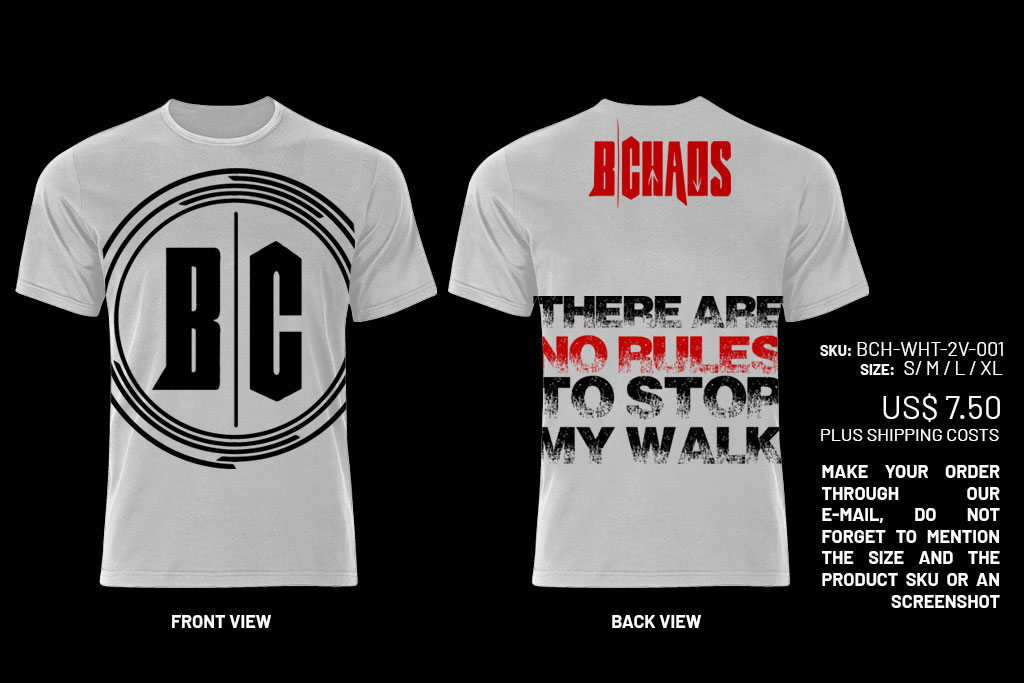 B|C
BCHAOS
THERE ARE
NO RULES
TO STOP
MY WALK
SKU: BCH-WHT-2V-001
SIZE: S/ M / L / XL
US$ 7.50
PLUS SHIPPING COSTS
MAKE YOUR ORDER
THROUGH OUR
E-MAIL, DO NOT
FORGET TO MENTION
THE SIZE AND THE
PRODUCT SKU OR AN
SCREENSHOT
FRONT VIEW
BACK VIEW